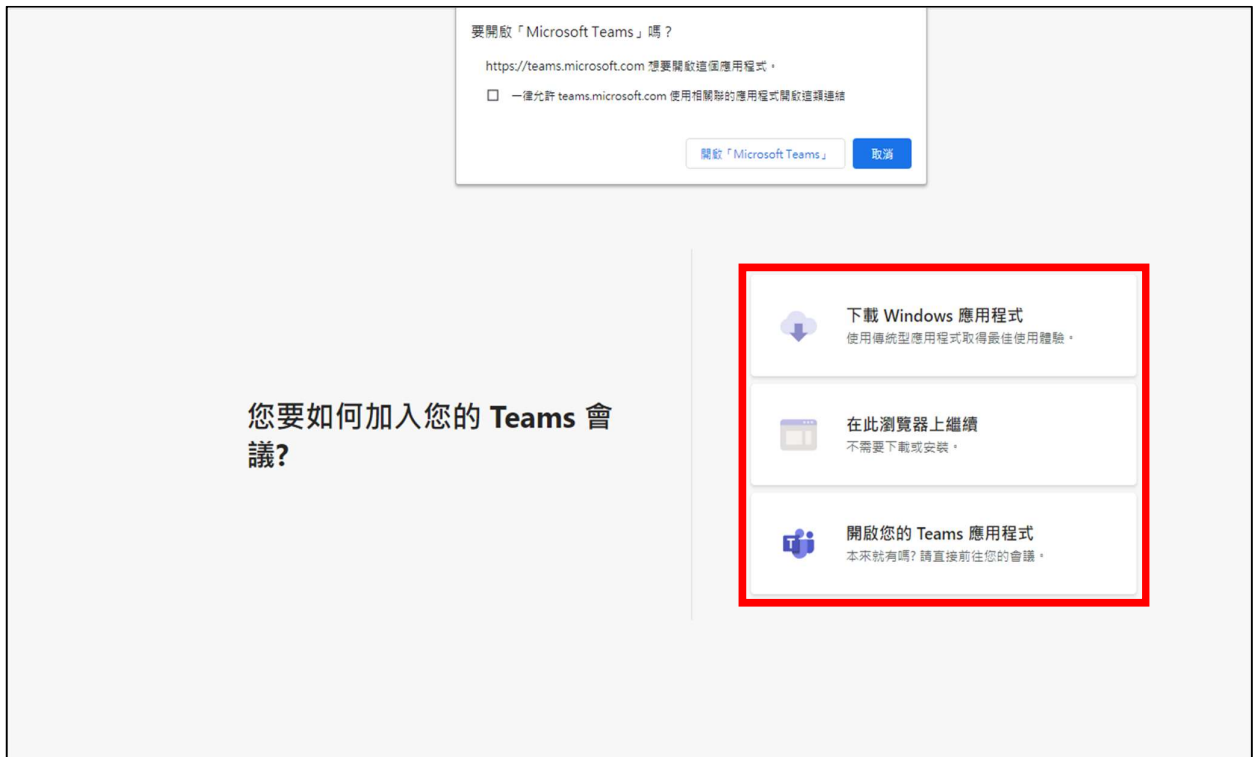 要開啟「Microsoft Teams」嗎？
https://teams.microsoft.com 想要開啟這個應用程式。
一律允許 teams.microsoft.com 使用相關聯的應用程式開啟這類連結
開啟「Microsoft Teams」 取消
下載 Windows 應用程式
使用傳統型應用程式取得最佳使用體驗。
您要如何加入您的 Teams 會
議?
在此瀏覽器上繼續
不需要下載或安裝。
開啟您的 Teams 應用程式
本來就有嗎? 請直接前往您的會議。